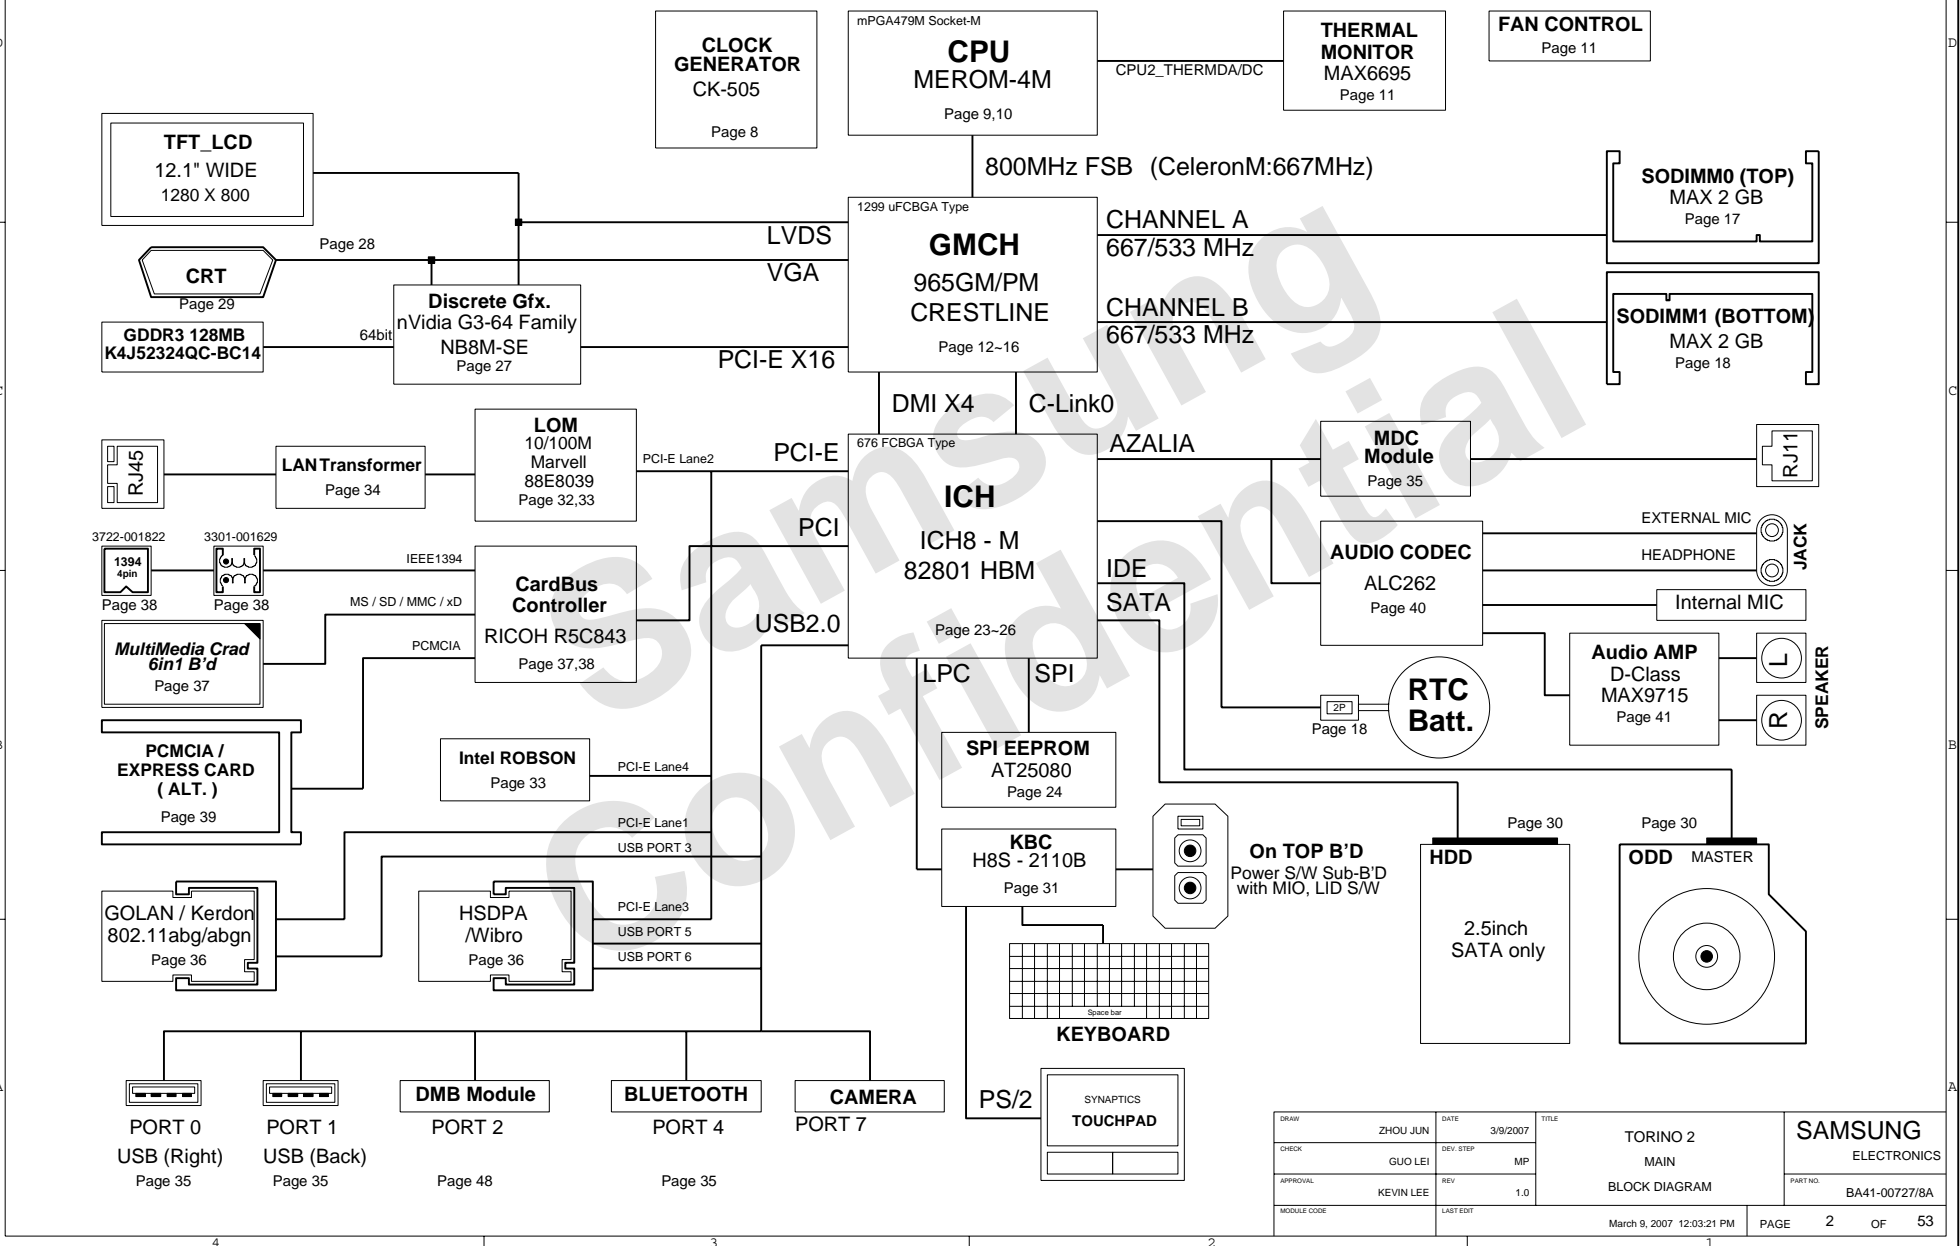 CLOCK
GENERATOR
CK-505
Page 8
mPGA479M Socket-M
CPU
MEROM-4M
Page 9,10
CPU2_THERMDA/DC
THERMAL
MONITOR
MAX6695
Page 11
FAN CONTROL
Page 11
TFT_LCD
12.1" WIDE
1280 X 800
800MHz FSB (CeleronM:667MHz)
SODIMM0 (TOP)
MAX 2 GB
Page 17
1299 uFCBGA Type
GMCH
965GM/PM
CRESTLINE
Page 12~16
LVDS
VGA
PCI-E X16
CHANNEL A
667/533 MHz
CHANNEL B
667/533 MHz
SODIMM1 (BOTTOM)
MAX 2 GB
Page 18
Page 28
CRT
Page 29
GDDR3 128MB
K4J52324QC-BC14
64bit
Discrete Gfx.
nVidia G3-64 Family
NB8M-SE
Page 27
DMI X4
C-Link0
RJ45
LAN Transformer
Page 34
LOM
10/100M
Marvell
88E8039
Page 32,33
PCI-E Lane2
PCI-E
PCI
USB2.0
676 FCBGA Type
ICH
ICH8 - M
82801 HBM
Page 23~26
AZALIA
IDE
SATA
LPC
SPI
MDC
Module
Page 35
RJ11
AUDIO CODEC
ALC262
Page 40
EXTERNAL MIC
HEADPHONE
JACK
Internal MIC
Audio AMP
D-Class
MAX9715
Page 41
L
R
SPEAKER
2P
Page 18
RTC
Batt.
3722-001822
1394
4pin
Page 38
3301-001629
Page 38
IEEE1394
MS / SD / MMC / xD
PCMCIA
CardBus
Controller
RICOH R5C843
Page 37,38
MultiMedia Crad
6in1 B'd
Page 37
PCMCIA /
EXPRESS CARD
( ALT. )
Page 39
Intel ROBSON
Page 33
PCI-E Lane4
PCI-E Lane1
USB PORT 3
PCI-E Lane3
USB PORT 5
USB PORT 6
GOLAN / Kerdon
802.11abg/abgn
Page 36
HSDPA
/Wibro
Page 36
SPI EEPROM
AT25080
Page 24
KBC
H8S - 2110B
Page 31
On TOP B'D
Power S/W Sub-B'D
with MIO, LID S/W
Space bar
KEYBOARD
PS/2
SYNAPTICS
TOUCHPAD
Page 30
HDD
2.5inch
SATA only
Page 30
ODD MASTER
PORT 0
USB (Right)
Page 35
PORT 1
USB (Back)
Page 35
DMB Module
PORT 2
Page 48
BLUETOOTH
PORT 4
Page 35
CAMERA
PORT 7
Samsung
Confidential
DRAW
ZHOU JUN
DATE
3/9/2007
TITLE
TORINO 2
MAIN
BLOCK DIAGRAM
SAMSUNG
ELECTRONICS
CHECK
GUO LEI
DEV. STEP
MP
APPROVAL
KEVIN LEE
REV
1.0
PART NO.
BA41-00727/8A
MODULE CODE
LAST EDIT
March 9, 2007 12:03:21 PM
PAGE 2 OF 53
D
C
B
A
4
3
2
1